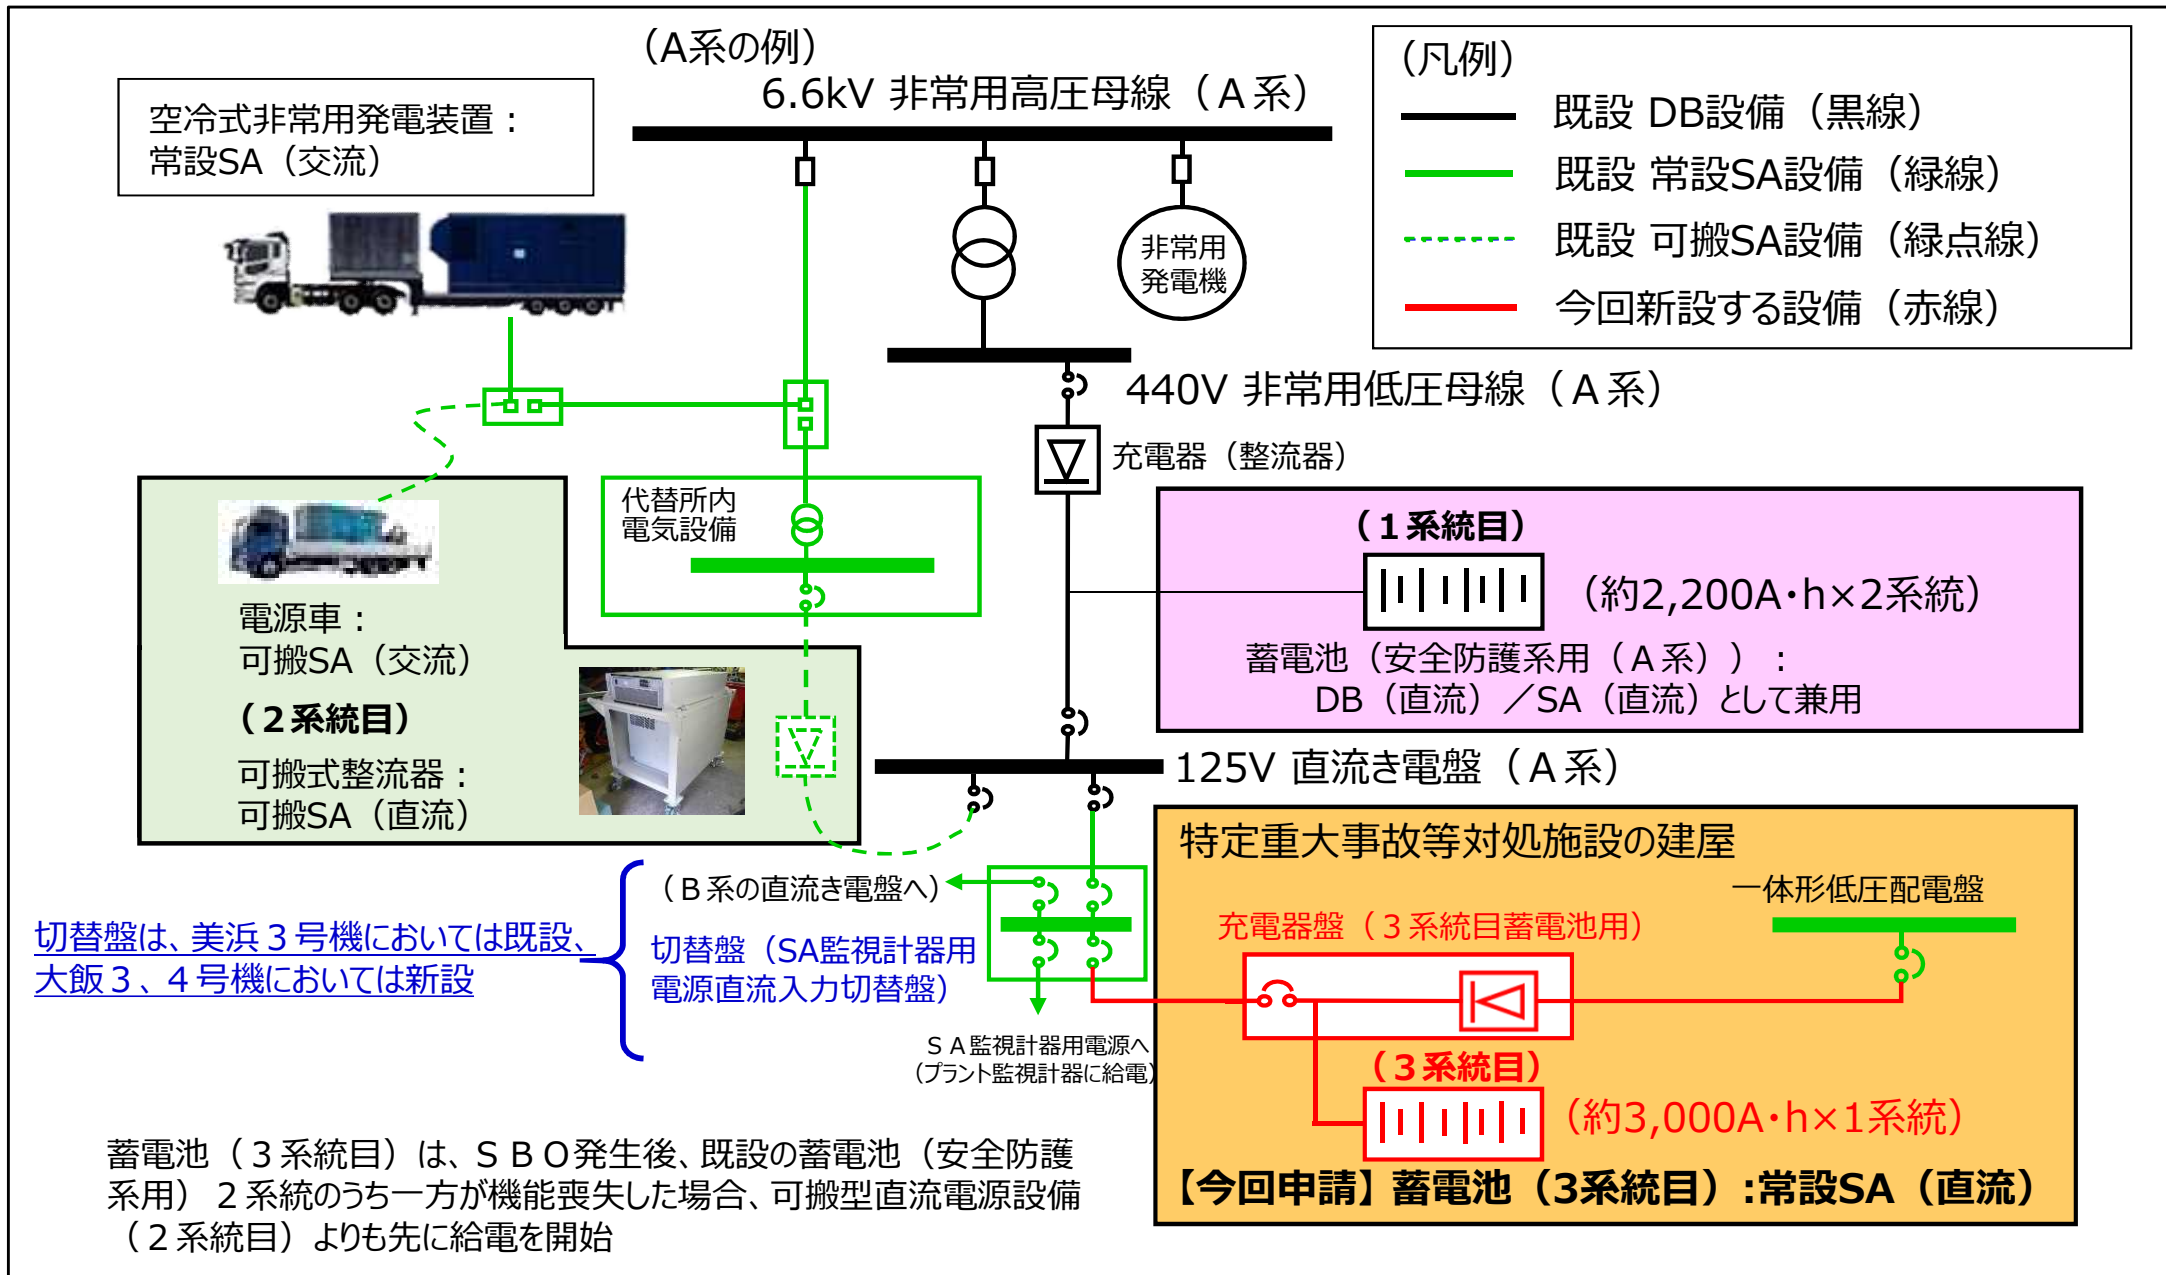 （A系の例）
6.6kV 非常用高圧母線（Ａ系）
空冷式非常用発電装置：
常設SA（交流）
（凡例）
既設 DB設備（黒線）
既設 常設SA設備（緑線）
既設 可搬SA設備（緑点線）
今回新設する設備（赤線）
非常用
発電機
440V 非常用低圧母線（Ａ系）
充電器（整流器）
代替所内
電気設備
電源車：
可搬SA（交流）
（２系統目）
可搬式整流器：
可搬SA（直流）
（１系統目）
（約2,200A･h×2系統）
蓄電池（安全防護系用（Ａ系））：
DB（直流）／SA（直流）として兼用
125V 直流き電盤（Ａ系）
特定重大事故等対処施設の建屋
一体形低圧配電盤
充電器盤（３系統目蓄電池用）
（３系統目）
（約3,000A･h×1系統）
【今回申請】蓄電池（3系統目）:常設SA（直流）
（Ｂ系の直流き電盤へ）
切替盤（SA監視計器用
電源直流入力切替盤）
切替盤は、美浜３号機においては既設、
大飯３、４号機においては新設
ＳＡ監視計器用電源へ
（プラント監視計器に給電）
蓄電池（３系統目）は、ＳＢＯ発生後、既設の蓄電池（安全防護
系用）２系統のうち一方が機能喪失した場合、可搬型直流電源設備
（２系統目）よりも先に給電を開始